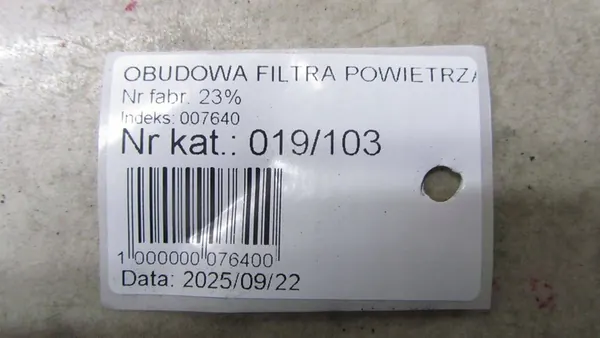 OBUDOWA FILTRA POWIETRZA
Nr fabr. 23%
Indeks: 007640
Nr kat.: 019/103
1 000000 076400
Data: 2025/09/22